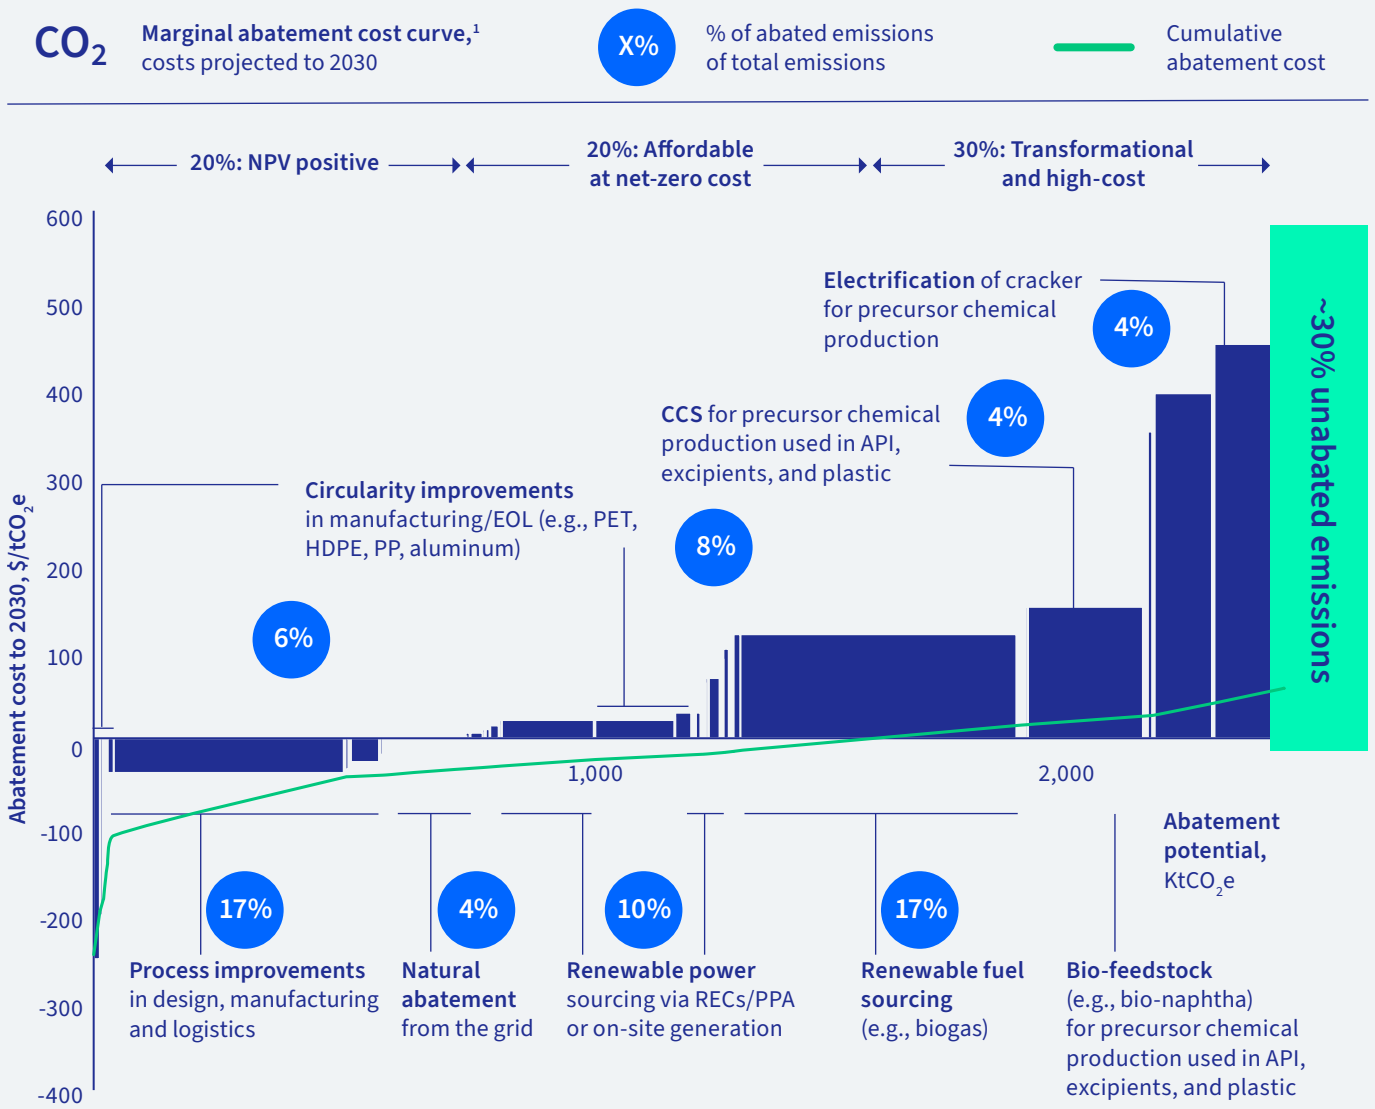 CO2
Marginal abatement cost curve,1
costs projected to 2030
X%
% of abated emissions
of total emissions
Cumulative
abatement cost
20%: NPV positive
20%: Affordable
at net-zero cost
30%: Transformational
and high-cost
Abatement cost to 2030, $/tCO2e
600
500
400
300
200
100
0
-100
-200
-300
-400
Electrification of cracker
for precursor chemical
production
4%
CCS for precursor chemical
production used in API,
excipients, and plastic
4%
Circularity improvements
in manufacturing/EOL (e.g., PET,
HDPE, PP, aluminum)
8%
6%
~30% unabated emissions
1,000
2,000
Abatement
potential,
KtCO2e
17%
4%
10%
17%
Process improvements
in design, manufacturing
and logistics
Natural
abatement
from the grid
Renewable power
sourcing via RECs/PPA
or on-site generation
Renewable fuel
sourcing
(e.g., biogas)
Bio-feedstock
(e.g., bio-naphtha)
for precursor chemical
production used in API,
excipients, and plastic